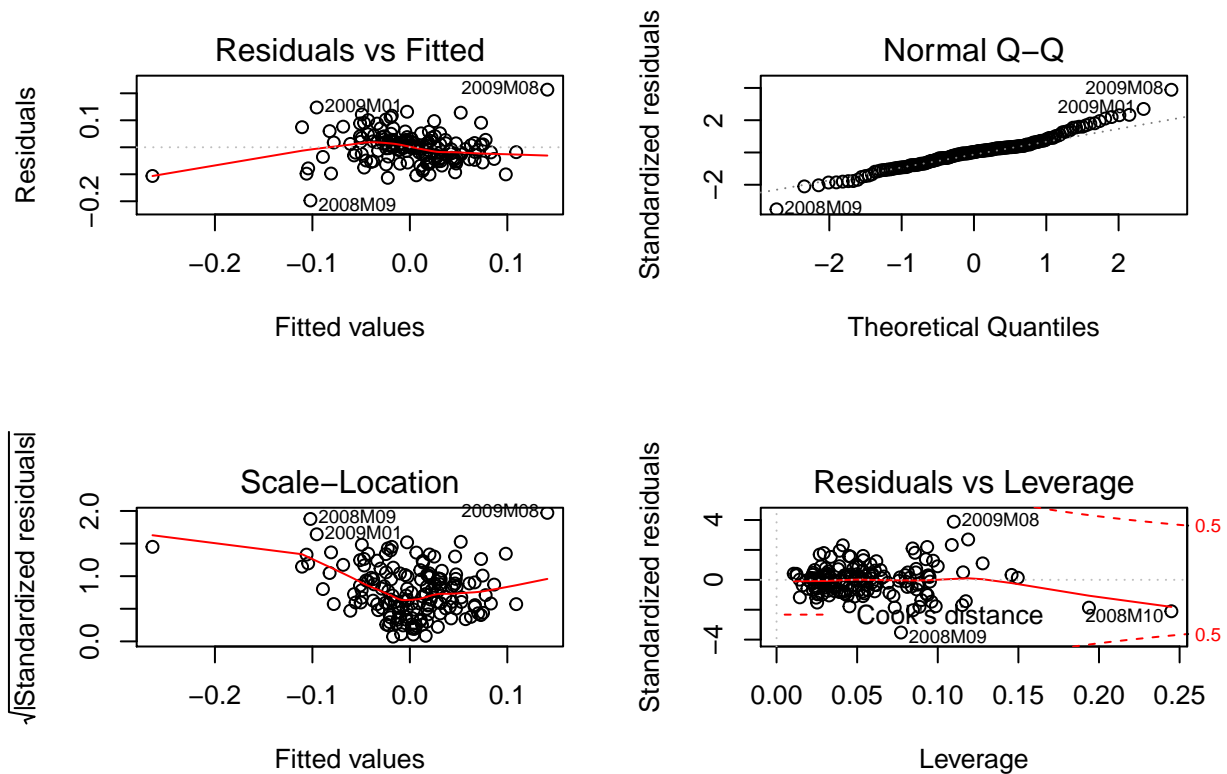 Residuals vs Fitted
Residuals
0.1
−0.2
2009M01
2009M08
2008M09
−0.2 −0.1 0.0 0.1
Fitted values
Normal Q−Q
Standardized residuals
2
−2
2009M08
2009M01
2008M09
−2 −1 0 1 2
Theoretical Quantiles
Scale−Location
√|Standardized residuals|
2.0
1.0
0.0
2008M09
2009M08
2009M01
−0.2 −0.1 0.0 0.1
Fitted values
Residuals vs Leverage
Standardized residuals
4
0
−4
2009M08
0.5
Cook's distance
2008M10
2008M09
0.5
0.00 0.05 0.10 0.15 0.20 0.25
Leverage